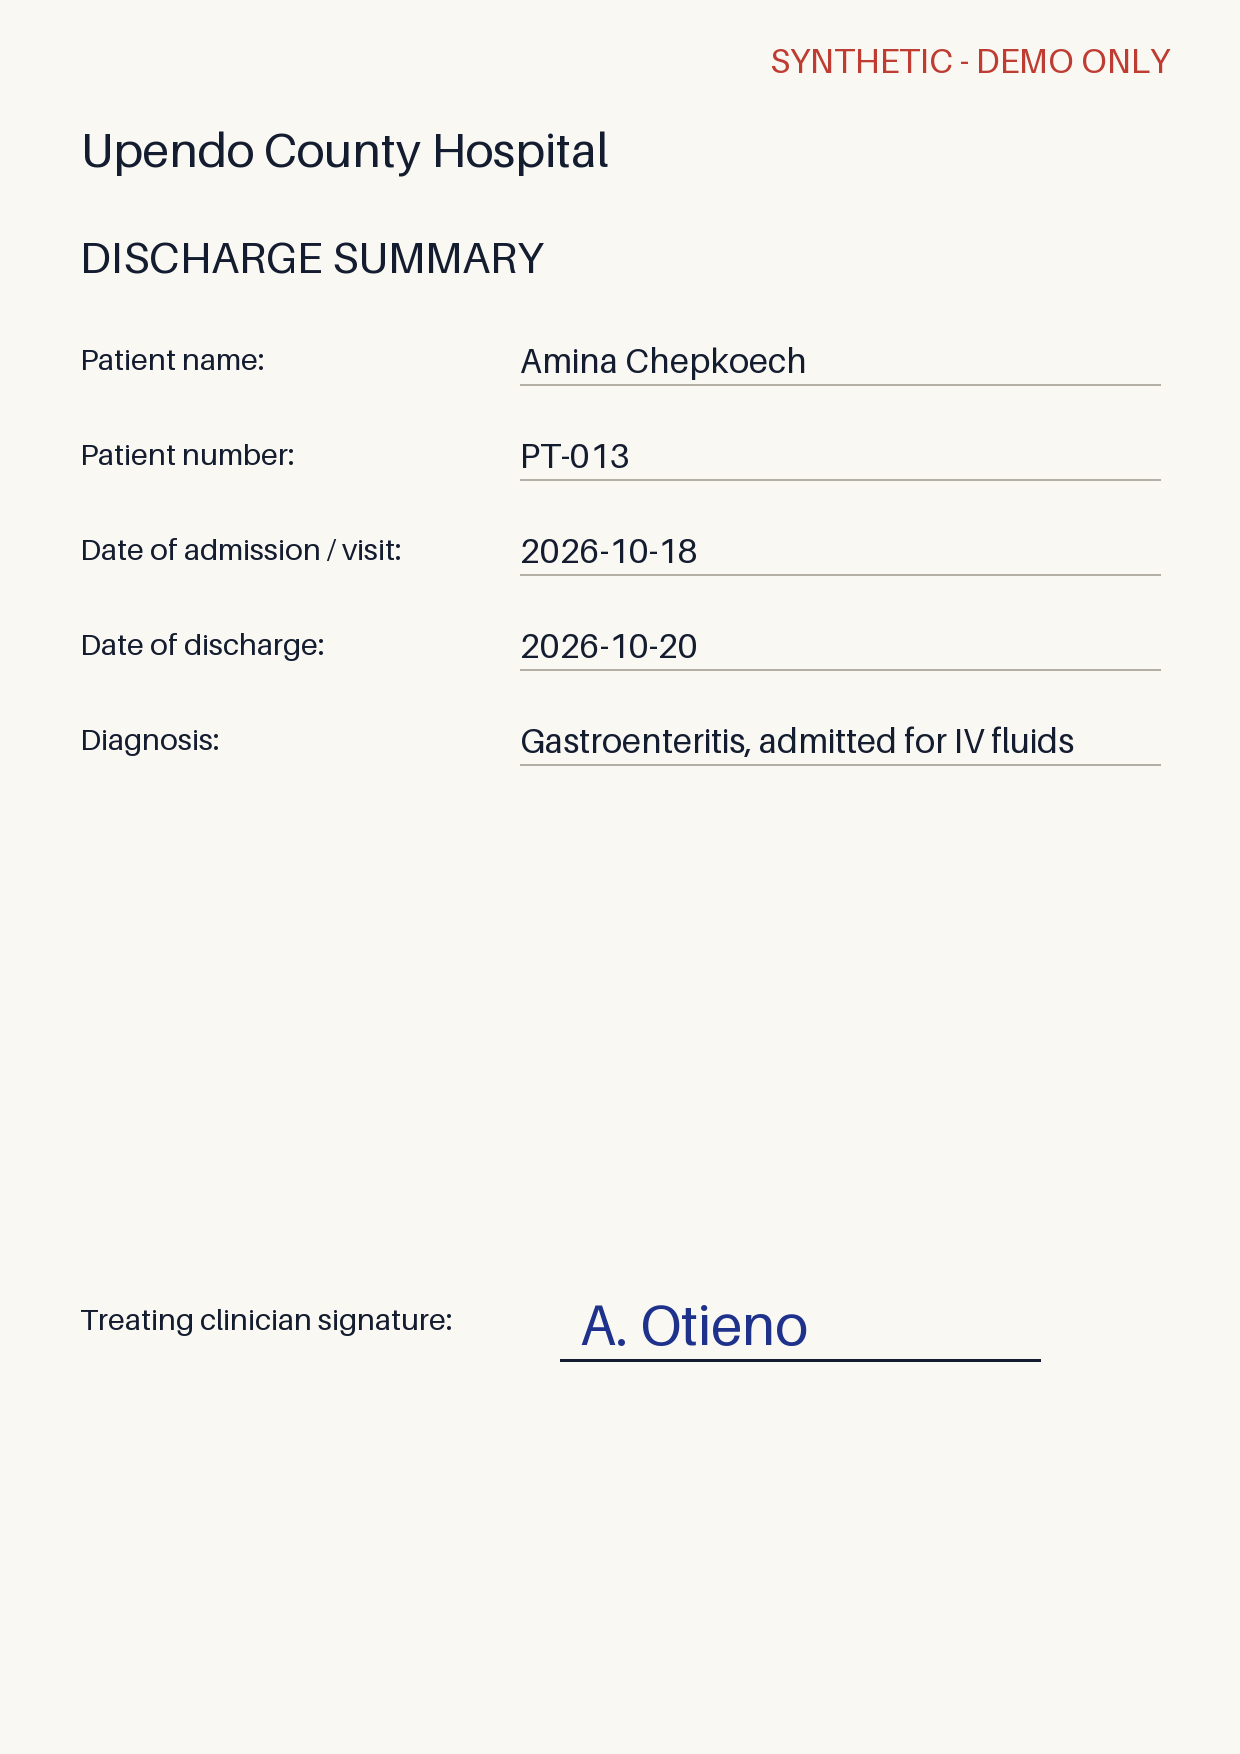 SYNTHETIC - DEMO ONLY
Upendo County Hospital
DISCHARGE SUMMARY
Patient name: Amina Chepkoech
Patient number: PT-013
Date of admission / visit: 2026-10-18
Date of discharge: 2026-10-20
Diagnosis: Gastroenteritis, admitted for IV fluids
Treating clinician signature: A. Otieno